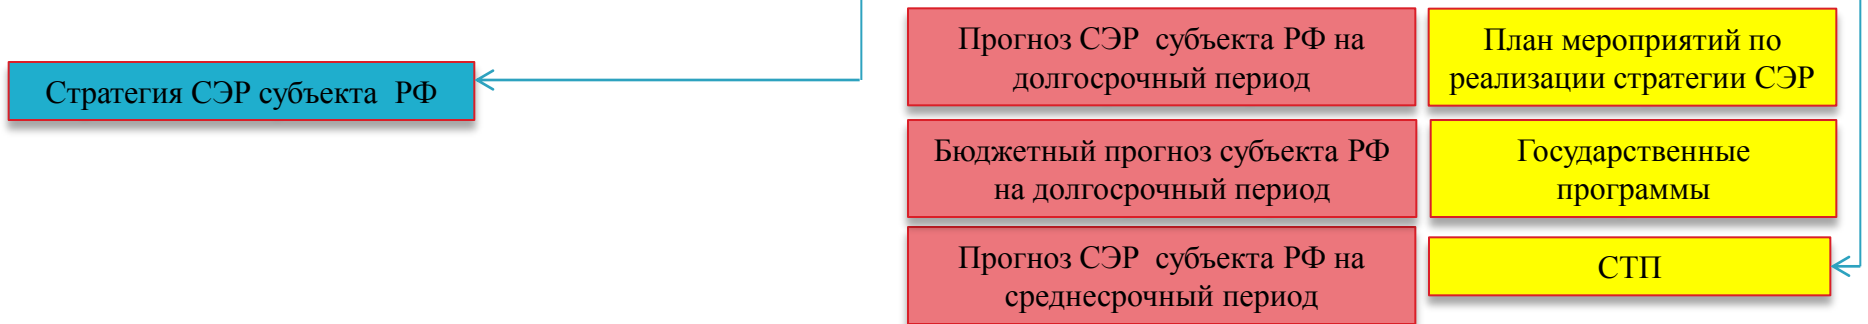 Стратегия СЭР субъекта РФ
Прогноз СЭР субъекта РФ на
долгосрочный период
План мероприятий по
реализации стратегии СЭР
Бюджетный прогноз субъекта РФ
на долгосрочный период
Государственные
программы
Прогноз СЭР субъекта РФ на
среднесрочный период
СТП